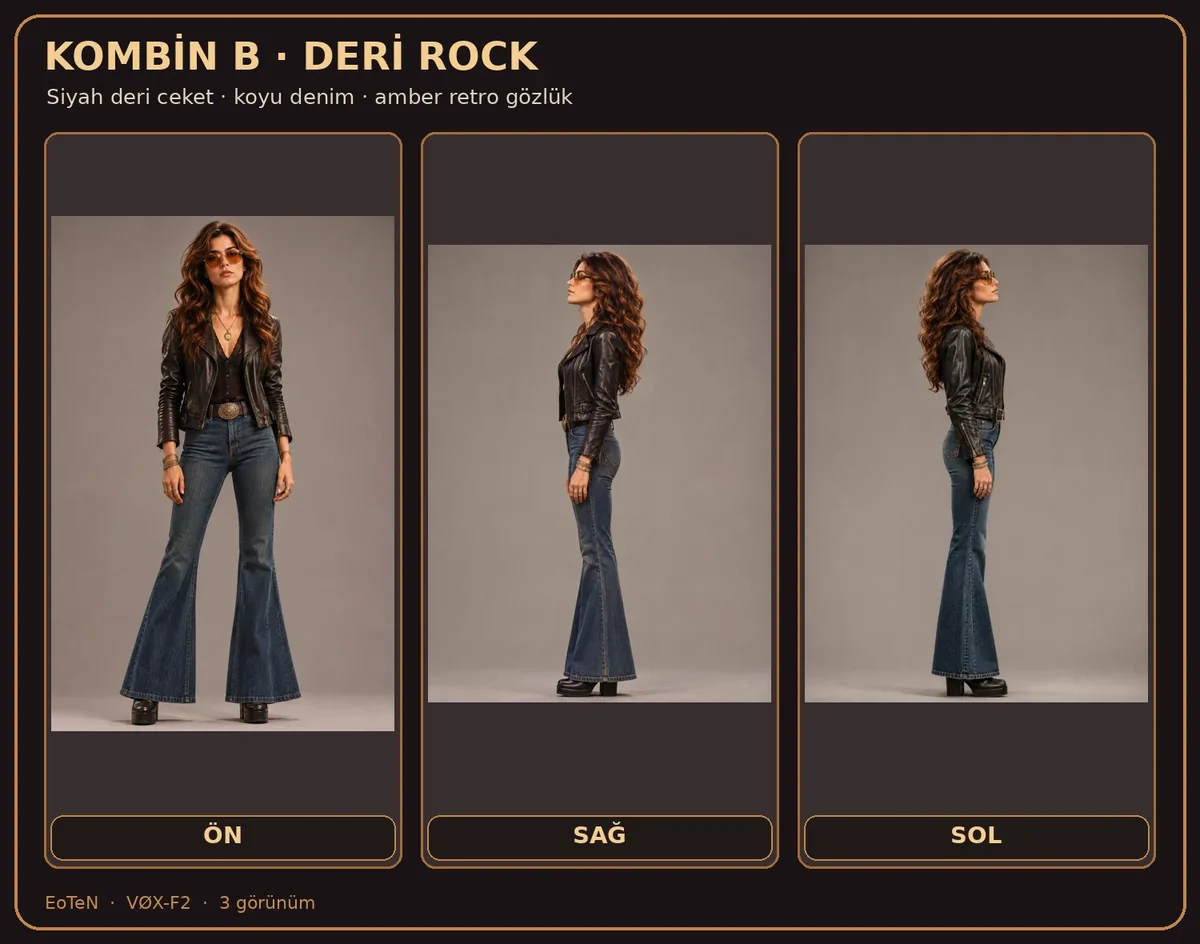 KOMBİN B · DERİ ROCK
Siyah deri ceket · koyu denim · amber retro gözlük
ÖN
SAĞ
SOL
EoTeN · VØX-F2 · 3 görünüm